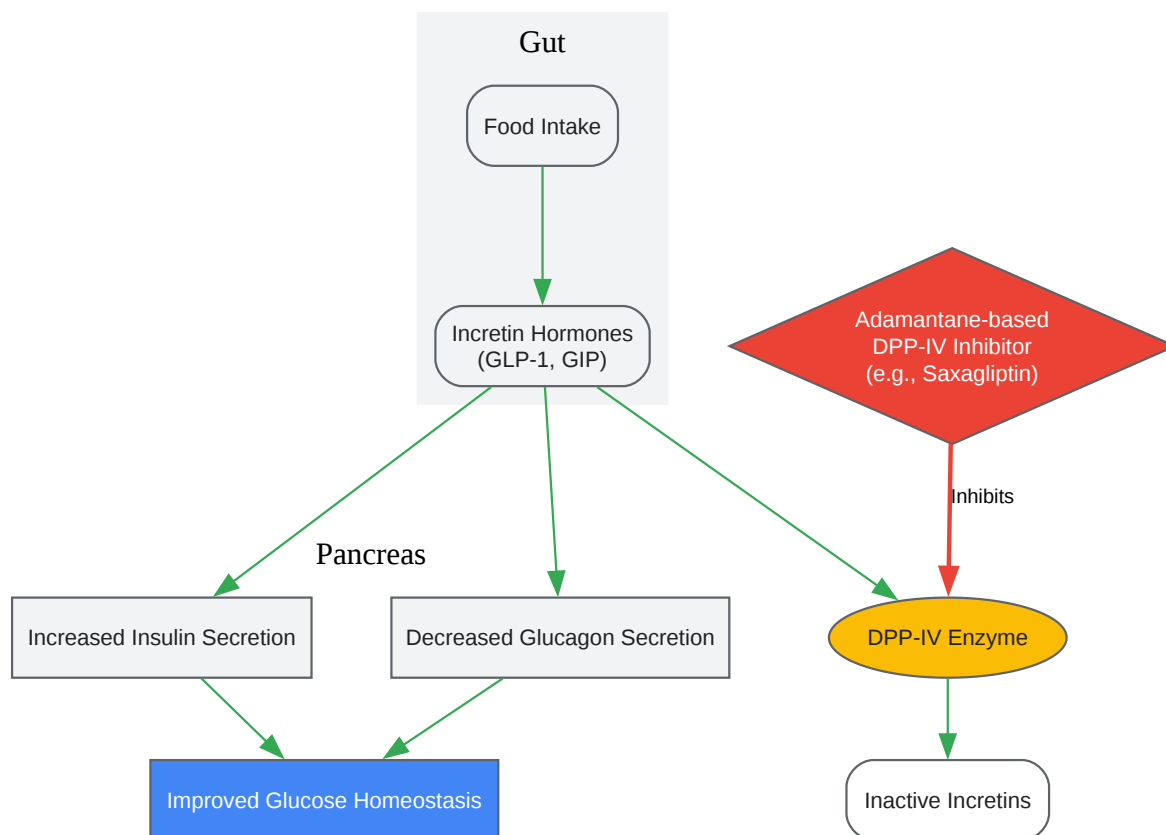 Gut
Food Intake
Incretin Hormones
(GLP-1, GIP)
Adamantane-based
DPP-IV Inhibitor
(e.g., Saxagliptin)
Inhibits
Pancreas
Increased Insulin Secretion
Decreased Glucagon Secretion
DPP-IV Enzyme
Improved Glucose Homeostasis
Inactive Incretins